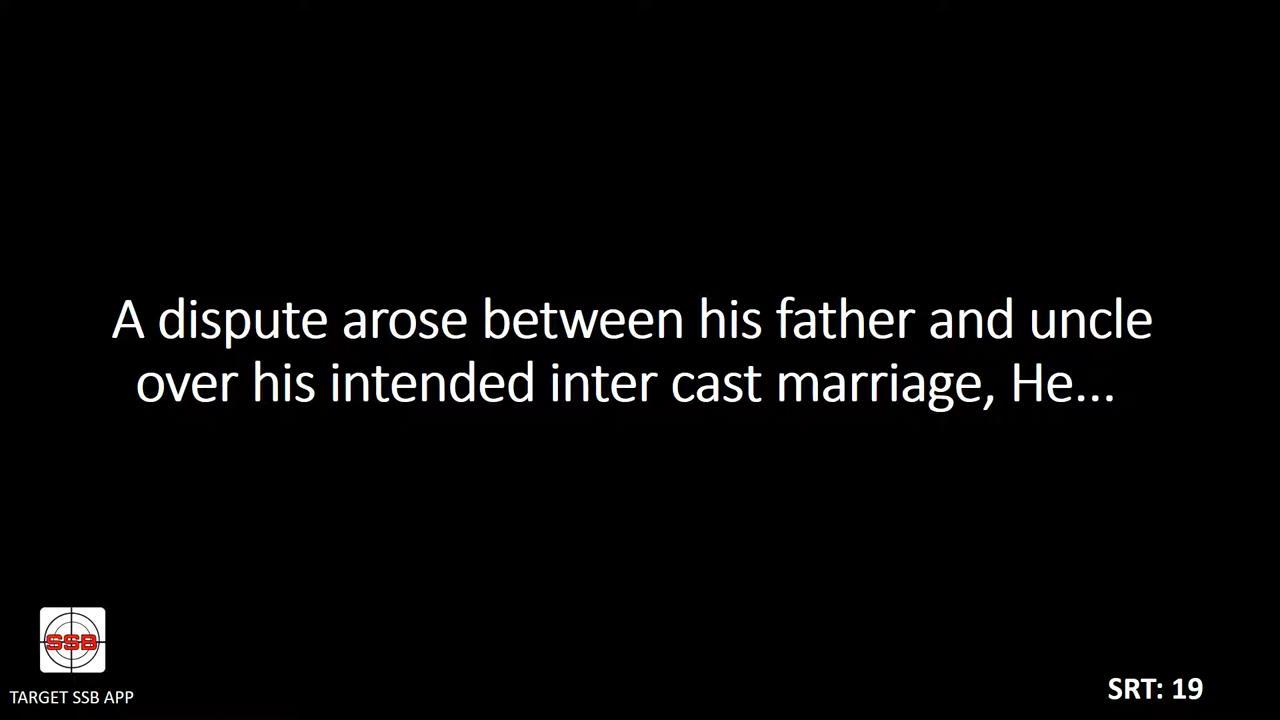 A dispute arose between his father and uncle
over his intended inter cast marriage, He...
SSB
TARGET SSB APP
SRT: 19